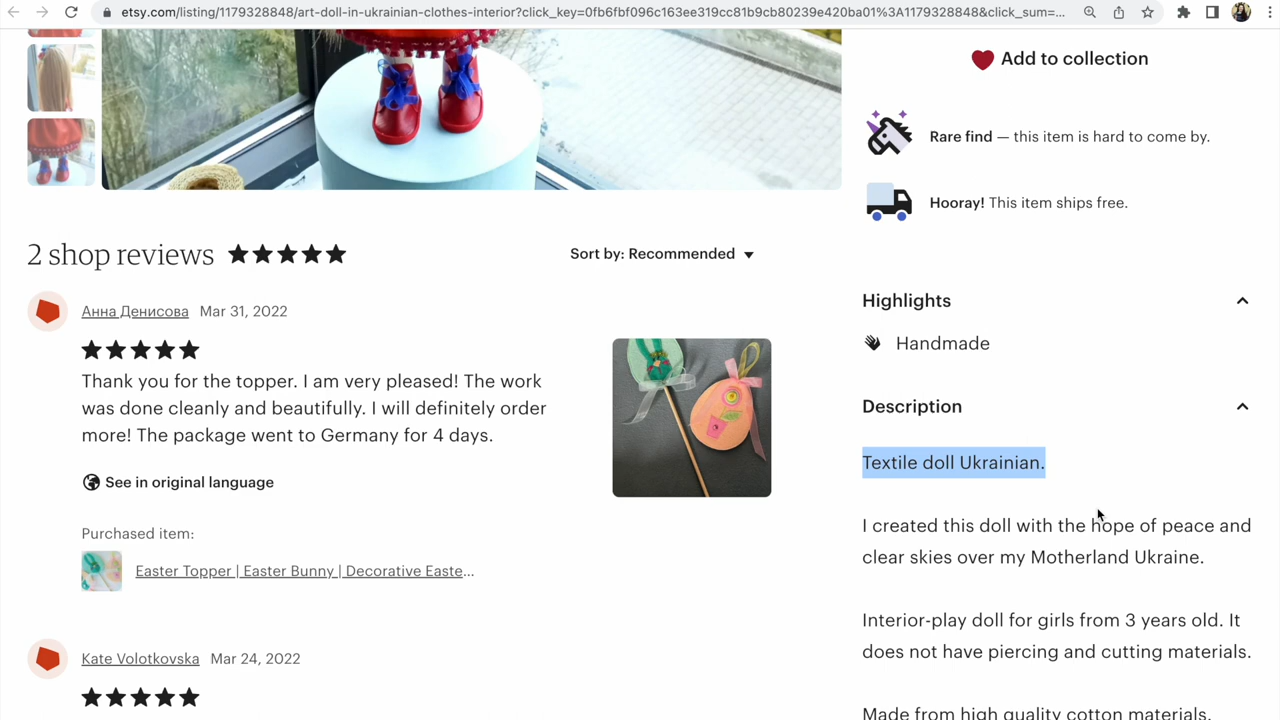 etsy.com/listing/1179328848/art-doll-in-ukrainian-clothes-interior?click_key=0fb6fbf096c163ee319cc81b9cb80239e420ba01%3A1179328848&click_sum=...
Add to collection
Rare find — this item is hard to come by.
Hooray! This item ships free.
2 shop reviews
Sort by: Recommended
Анна Денисова Mar 31, 2022
Thank you for the topper. I am very pleased! The work
was done cleanly and beautifully. I will definitely order
more! The package went to Germany for 4 days.
See in original language
Purchased item:
Easter Topper | Easter Bunny | Decorative Easte...
Kate Volotkovska Mar 24, 2022
Highlights
Handmade
Description
Textile doll Ukrainian.
I created this doll with the hope of peace and
clear skies over my Motherland Ukraine.
Interior-play doll for girls from 3 years old. It
does not have piercing and cutting materials.
Made from high quality cotton materials.